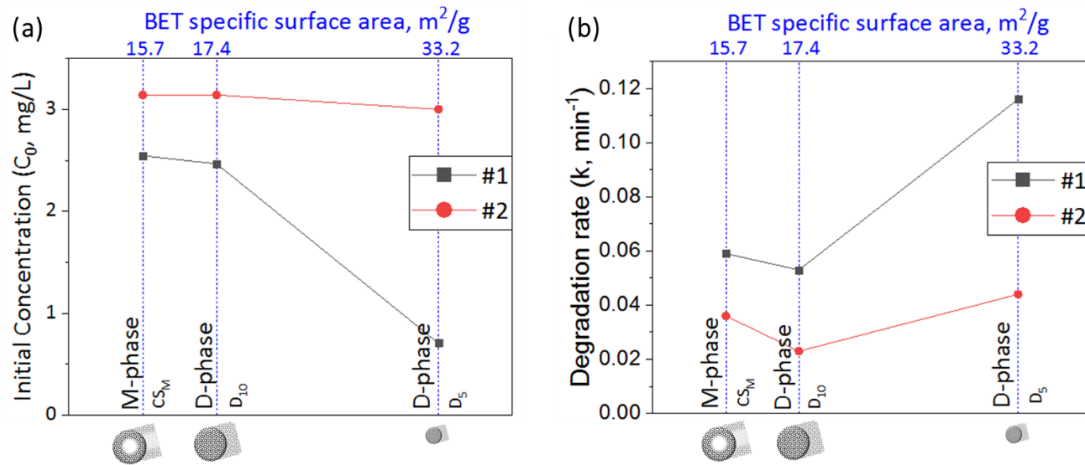 (a)
BET specific surface area, m²/g
15.7 17.4 33.2
Initial Concentration (C₀, mg/L)
3
2
1
0
#1
#2
M-phase
CS_M
D-phase
D₁₀
D-phase
D₅
(b)
BET specific surface area, m²/g
15.7 17.4 33.2
Degradation rate (k, min⁻¹)
0.12
0.10
0.08
0.06
0.04
0.02
0.00
#1
#2
M-phase
CS_M
D-phase
D₁₀
D-phase
D₅